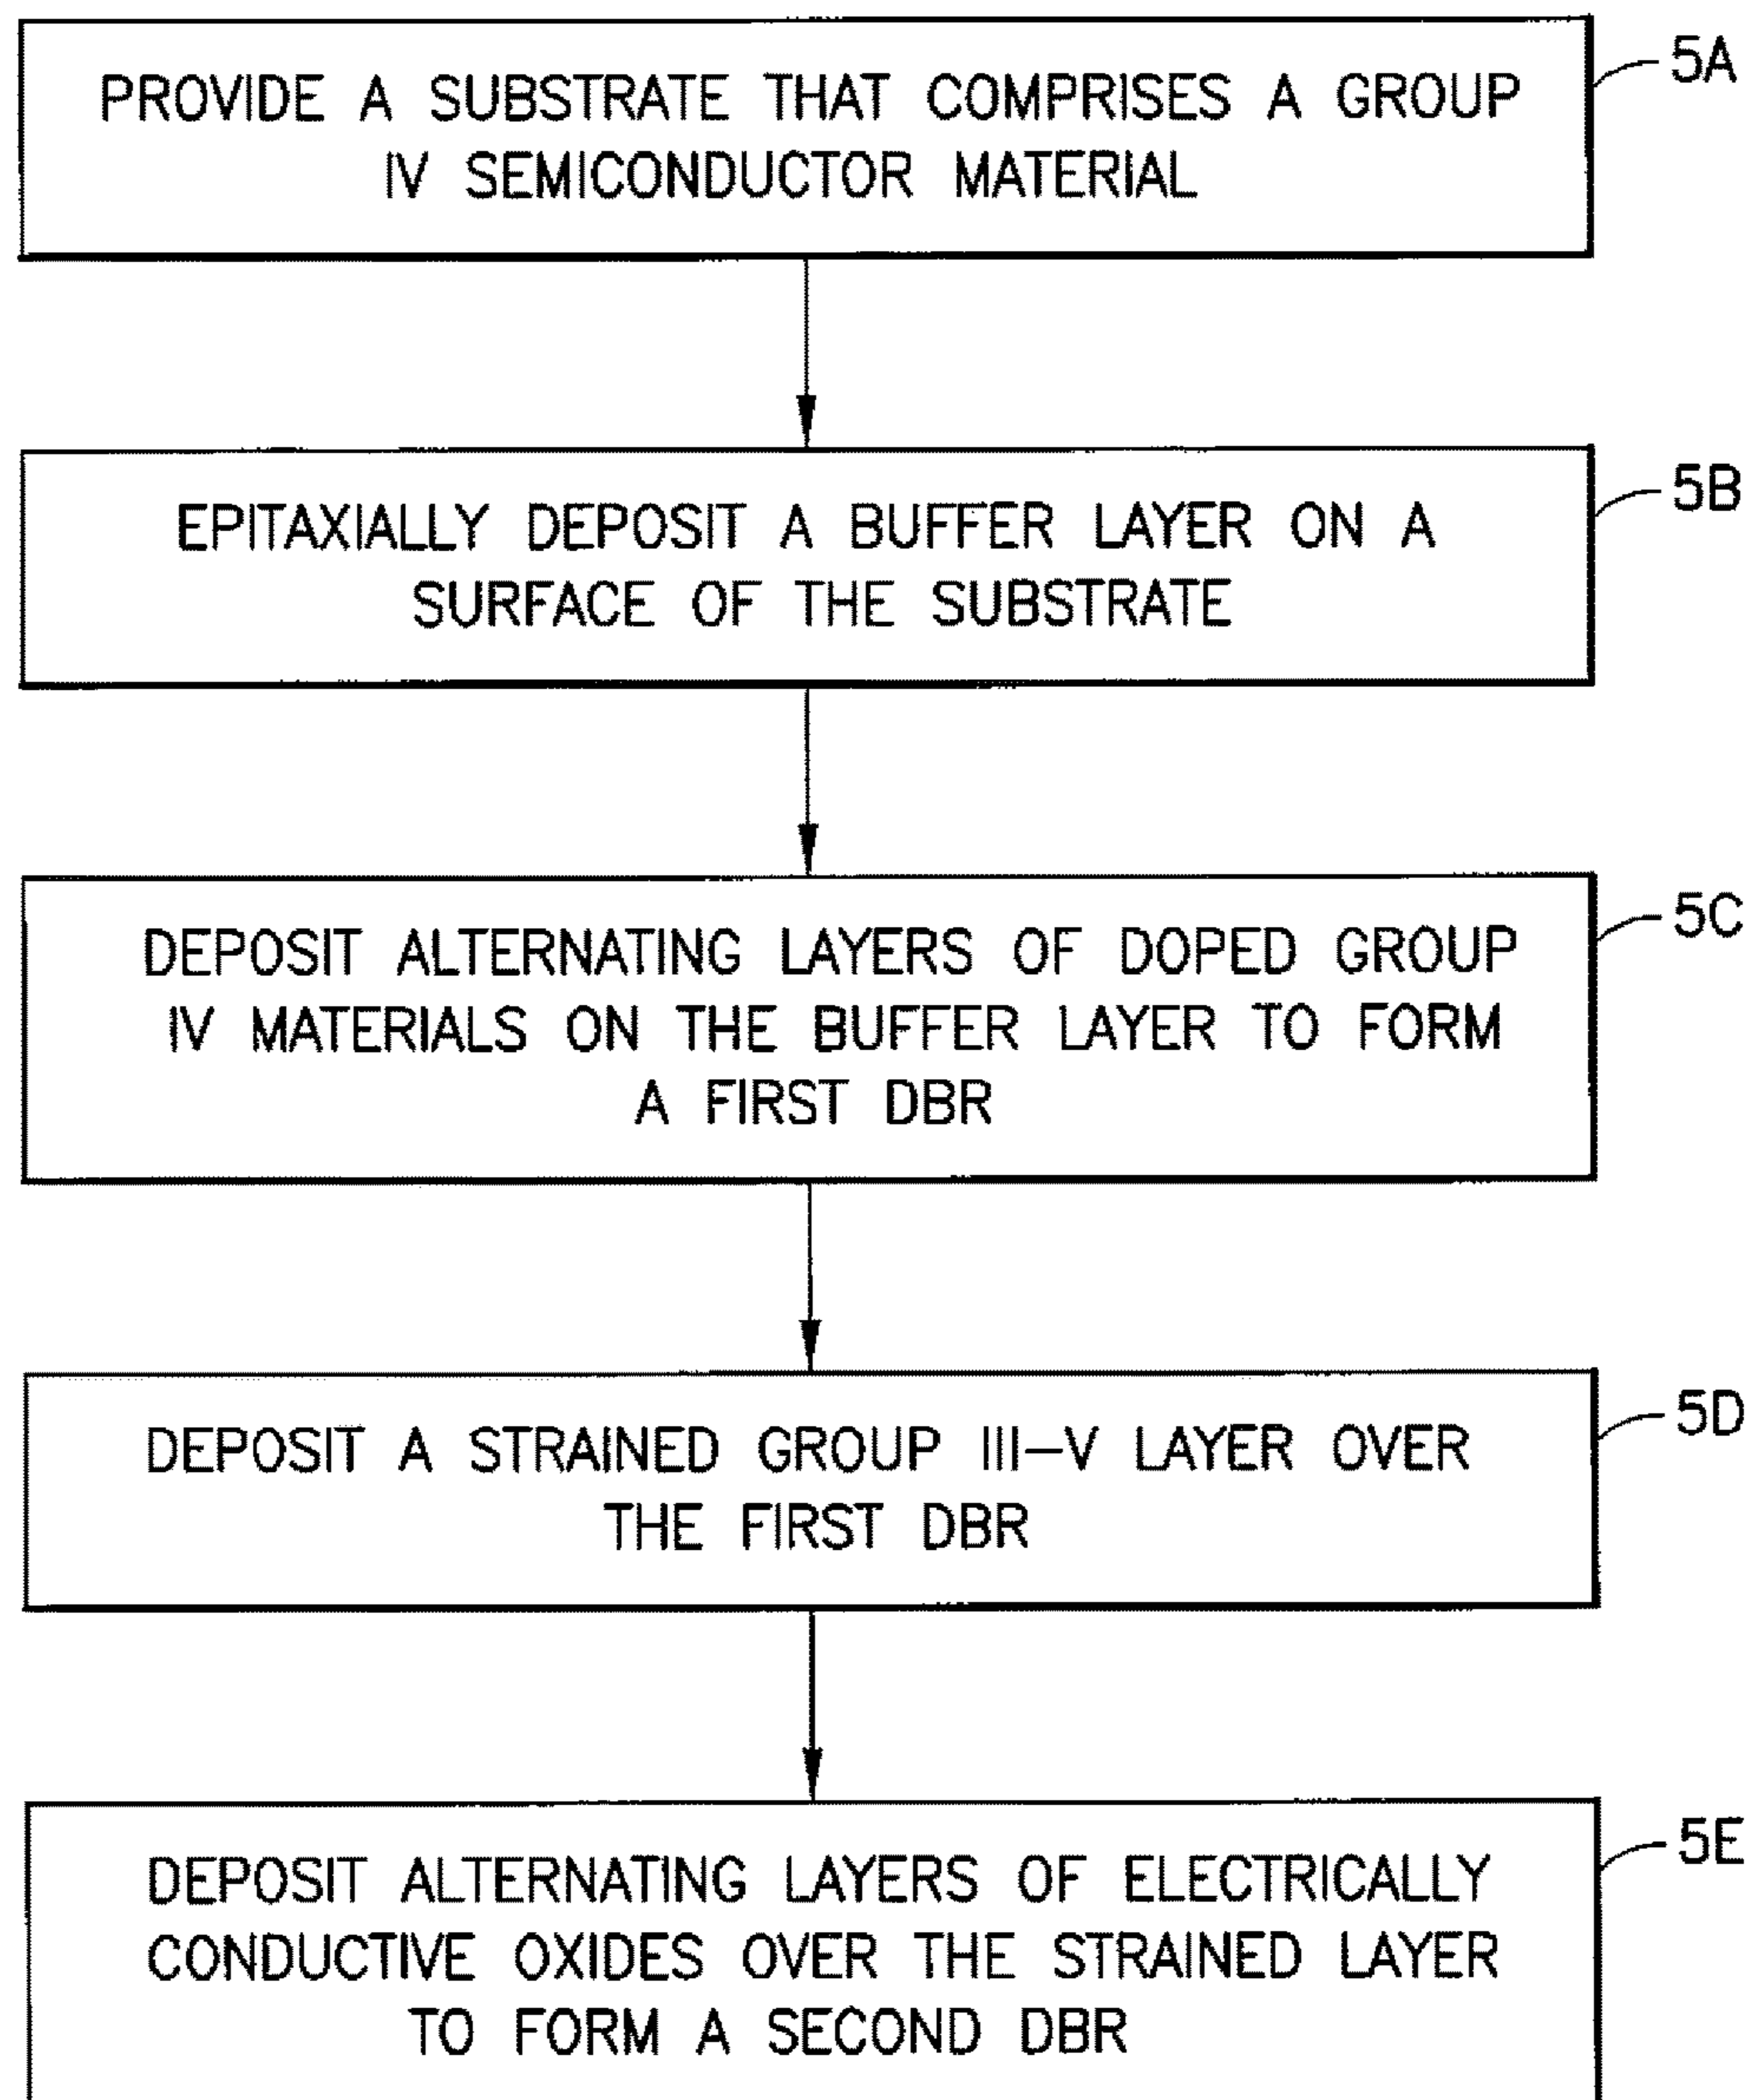 PROVIDE A SUBSTRATE THAT COMPRISES A GROUP
IV SEMICONDUCTOR MATERIAL
5A
EPITAXIALLY DEPOSIT A BUFFER LAYER ON A
SURFACE OF THE SUBSTRATE
5B
DEPOSIT ALTERNATING LAYERS OF DOPED GROUP
IV MATERIALS ON THE BUFFER LAYER TO FORM
A FIRST DBR
5C
DEPOSIT A STRAINED GROUP III–V LAYER OVER
THE FIRST DBR
5D
DEPOSIT ALTERNATING LAYERS OF ELECTRICALLY
CONDUCTIVE OXIDES OVER THE STRAINED LAYER
TO FORM A SECOND DBR
5E